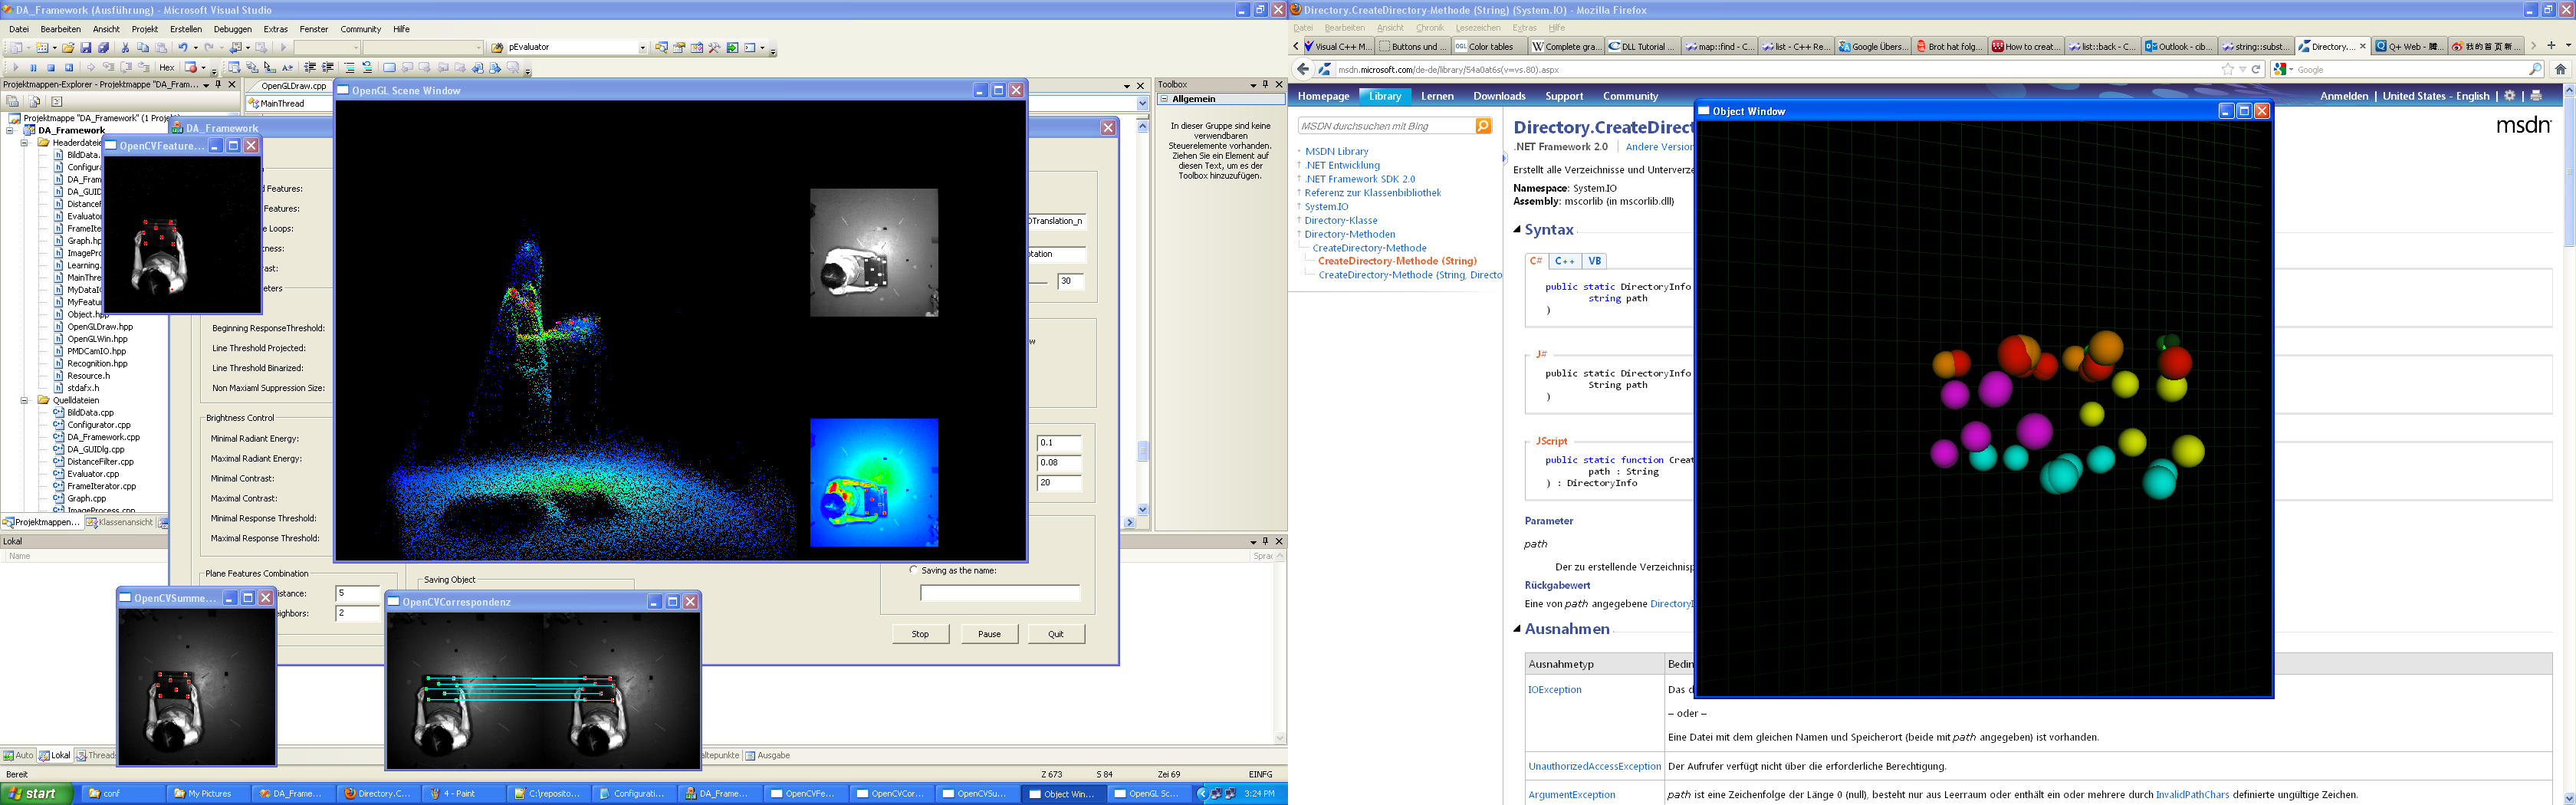 DA_Framework (Ausführung) - Microsoft Visual Studio
Datei Bearbeiten Ansicht Projekt Erstellen Debuggen Extras Fenster Community Hilfe
pEvaluator
Hex
Projektmappen-Explorer - Projektmappe "DA_Fram...
Projektmappe "DA_Framework" (1 Proje
DA_Framework
Headerdateie
BildData.
Configura
DA_Fram
DA_GUID
DistanceF
Evaluator
FrameIte
Graph.hp
ImagePro
Learning.
MainThre
MyDataIO
MyFeatur
Object.hpp
OpenGLDraw.hpp
OpenGLWin.hpp
PMDCamIO.hpp
Recognition.hpp
Resource.h
stdafx.h
Quelldateien
BildData.cpp
Configurator.cpp
DA_Framework.cpp
DA_GUIDlg.cpp
DistanceFilter.cpp
Evaluator.cpp
FrameIterator.cpp
Graph.cpp
ImageProcess.cpp
Projektmappen... Klassenansicht
Lokal
Name
OpenGLDraw.cpp
MainThread
DA_Framework
OpenCVFeature...
d Features:
Features:
e Loops:
tness:
rast:
meters
Beginning ResponseThreshold:
Line Threshold Projected:
Line Threshold Binarized:
Non Maxiaml Suppression Size:
Brightness Control
Minimal Radiant Energy:
Maximal Radiant Energy:
Minimal Contrast:
Maximal Contrast:
Minimal Response Threshold:
Maximal Response Threshold:
Plane Features Combination
istance: 5
eighbors: 2
OpenGL Scene Window
DTranslation_n
otation
30
0.1
0.08
20
Saving Object
Saving as the name:
Stop Pause Quit
OpenCVSumme...
OpenCVCorrespondenz
Toolbox
Allgemein
In dieser Gruppe sind keine
verwendbaren
Steuerelemente vorhanden.
Ziehen Sie ein Element auf
diesen Text, um es der
Toolbox hinzuzufügen.
Sprac
Auto Lokal Threads
altepunkte Ausgabe
Bereit Z 673 S 84 Zei 69 EINFG
start conf My Pictures DA_Frame... Directory.C... 4 - Paint C:\reposito... Configurati... DA_Frame... OpenCVFe... OpenCVCor... OpenCVSu... Object Win... OpenGL Sc... 3:24 PM
Directory.CreateDirectory-Methode (String) (System.IO) - Mozilla Firefox
Datei Bearbeiten Ansicht Chronik Lesezeichen Extras Hilfe
Visual C++ M... Buttons und ... Color tables Complete gra... DLL Tutorial ... map::find - C... list - C++ Re... Google Übers... Brot hat folg... How to creat... list::back - C... Outlook - cib... string::subst... Directory.... Q+ Web - 腾... 我的首页 新...
msdn.microsoft.com/de-de/library/54a0at6s(v=vs.80).aspx
Google
Homepage Library Lernen Downloads Support Community
Anmelden | United States - English
MSDN durchsuchen mit Bing
MSDN Library
.NET Entwicklung
.NET Framework SDK 2.0
Referenz zur Klassenbibliothek
System.IO
Directory-Klasse
Directory-Methoden
CreateDirectory-Methode
CreateDirectory-Methode (String)
CreateDirectory-Methode (String, Directo
msdn
Directory.CreateDirect
.NET Framework 2.0 Andere Version
Erstellt alle Verzeichnisse und Unterverze
Namespace: System.IO
Assembly: mscorlib (in mscorlib.dll)
Syntax
C# C++ VB
public static DirectoryInfo
string path
)
J#
public static DirectoryInfo
String path
)
JScript
public static function Creat
path : String
) : DirectoryInfo
Parameter
path
Der zu erstellende Verzeichnisp
Rückgabewert
Eine von path angegebene DirectoryI
Ausnahmen
Ausnahmetyp Bedin
IOException Das d
– oder –
Eine Datei mit dem gleichen Namen und Speicherort (beide mit path angegeben) ist vorhanden.
UnauthorizedAccessException Der Aufrufer verfügt nicht über die erforderliche Berechtigung.
ArgumentException path ist eine Zeichenfolge der Länge 0 (null), besteht nur aus Leerraum oder enthält ein oder mehrere durch InvalidPathChars definierte ungültige Zeichen.
Object Window